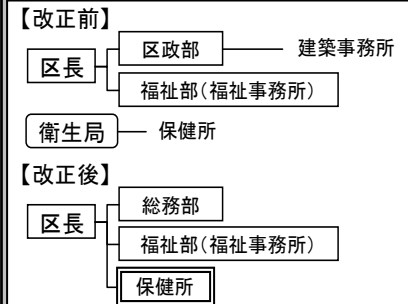 【改正前】
区長
区政部
建築事務所
福祉部(福祉事務所)
衛生局
保健所
【改正後】
区長
総務部
福祉部(福祉事務所)
保健所